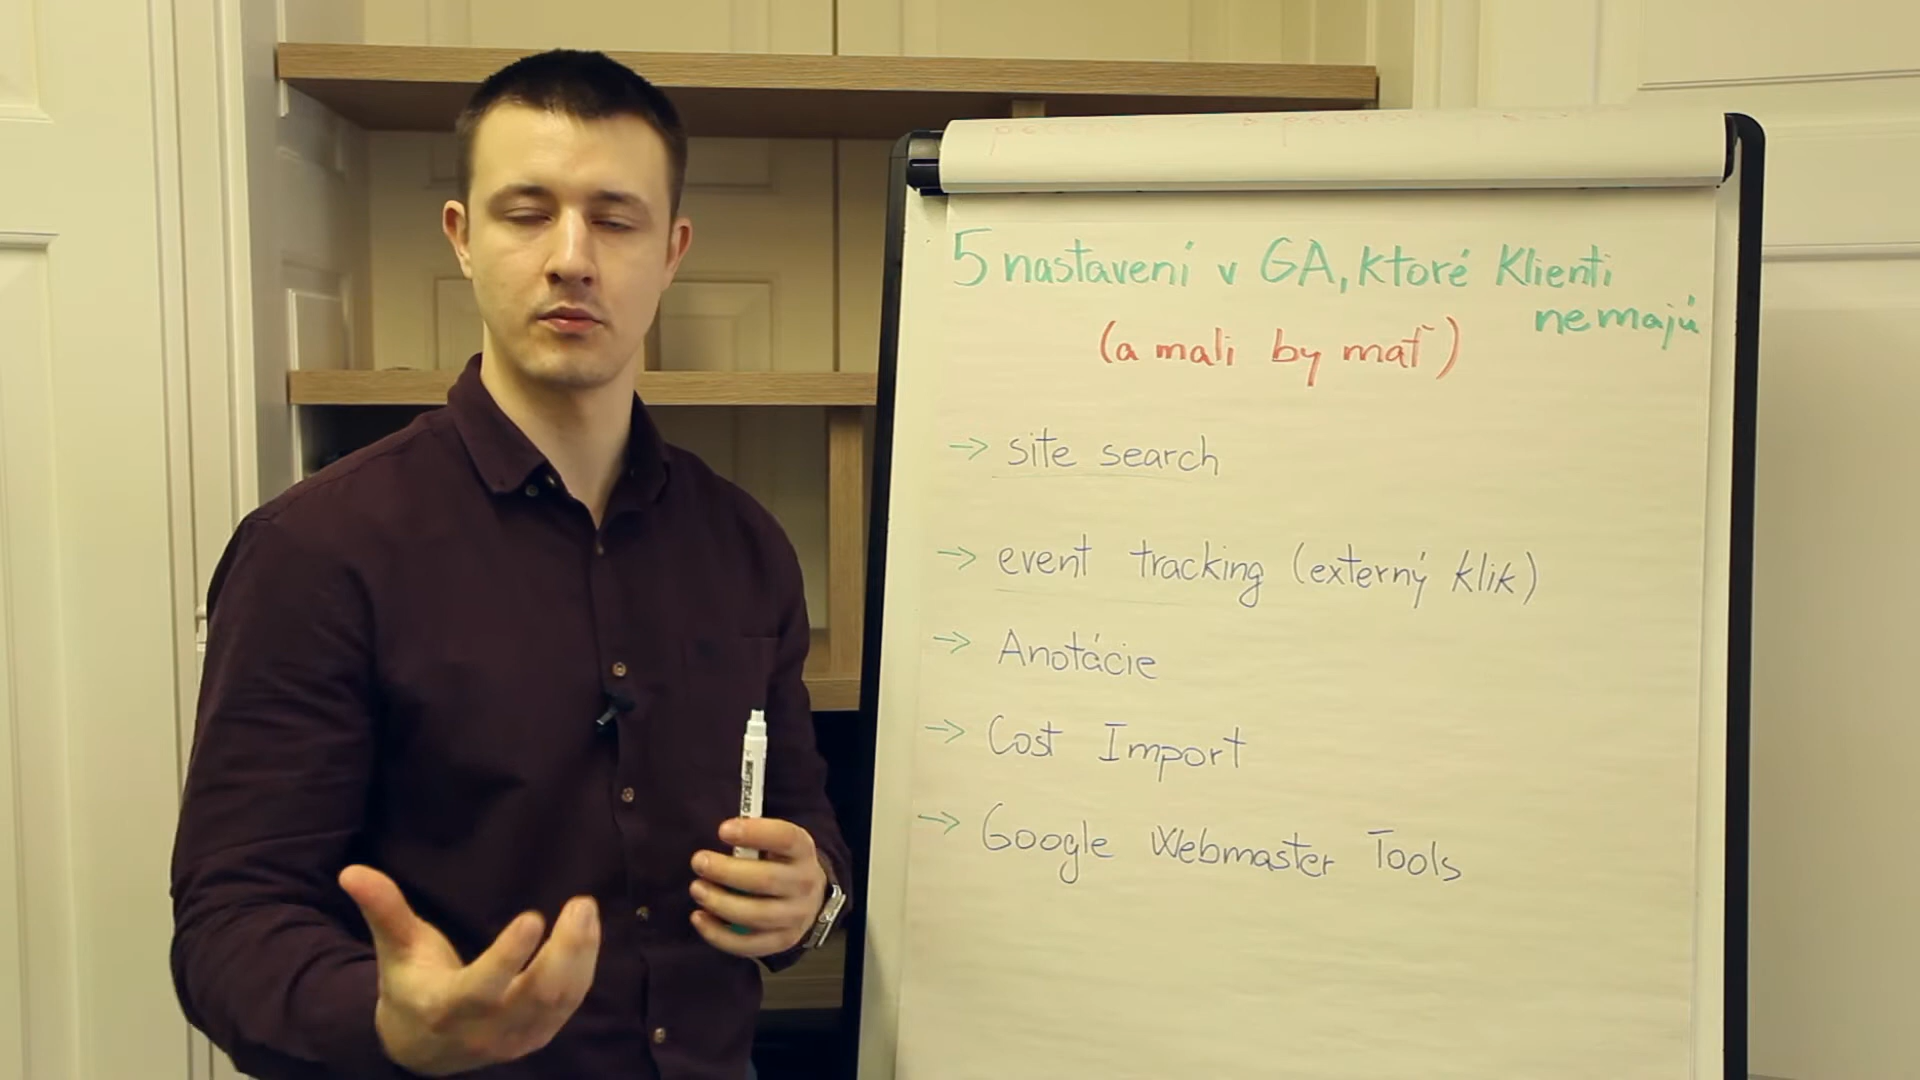 5 nastavení v GA, ktoré Klienti
nemajú
(a mali by mať)
→ site search
→ event tracking (externý klik)
→ Anotácie
→ Cost Import
→ Google Webmaster Tools